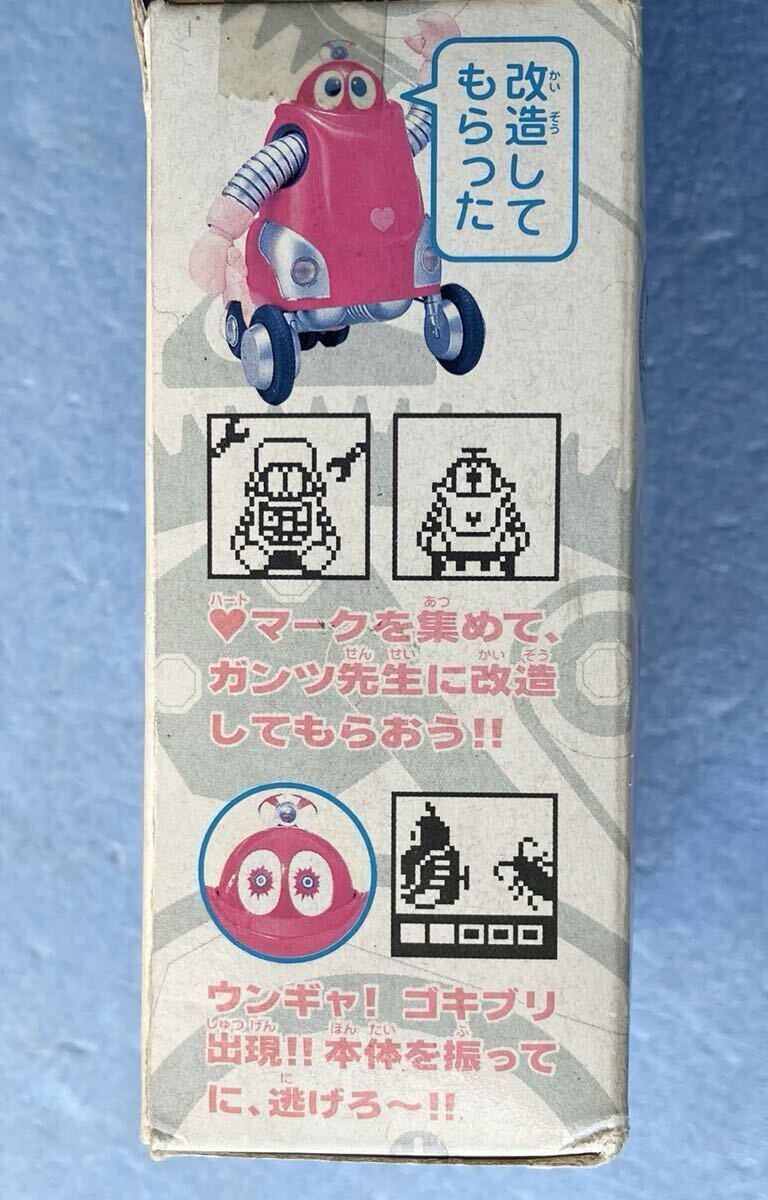 改造して
もらった
♥マークを集めて、
ガンツ先生に改造
してもらおう!!
ウンギャ! ゴキブリ
出現!! 本体を振って
に、逃げろ〜!!